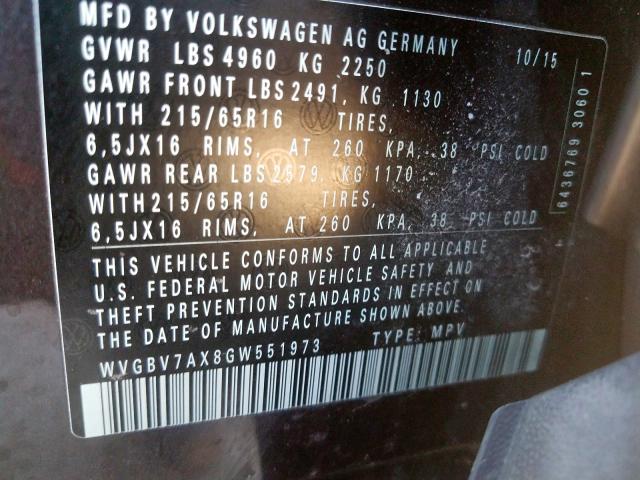 MFD BY VOLKSWAGEN AG GERMANY 10/15
GVWR LBS 4960 KG 2250
GAWR FRONT LBS 2491, KG 1130
WITH 215/65R16 TIRES,
6,5JX16 RIMS, AT 260 KPA, 38 PSI COLD
GAWR REAR LBS 2579, KG 1170
WITH 215/65R16 TIRES,
6,5JX16 RIMS, AT 260 KPA, 38 PSI COLD
THIS VEHICLE CONFORMS TO ALL APPLICABLE
U.S. FEDERAL MOTOR VEHICLE SAFETY AND
THEFT PREVENTION STANDARDS IN EFFECT ON
THE DATE OF MANUFACTURE SHOWN ABOVE.
WVGBV7AX8GW551973 TYPE: MPV
6436769 3060 1